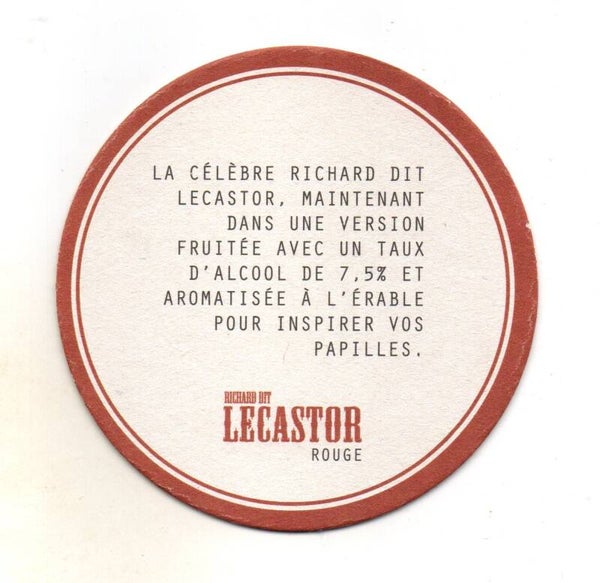 LA CÉLÈBRE RICHARD DIT
LECASTOR, MAINTENANT
DANS UNE VERSION
FRUITÉE AVEC UN TAUX
D'ALCOOL DE 7,5% ET
AROMATISÉE À L'ÉRABLE
POUR INSPIRER VOS
PAPILLES.
RICHARD DIT
LECASTOR
ROUGE